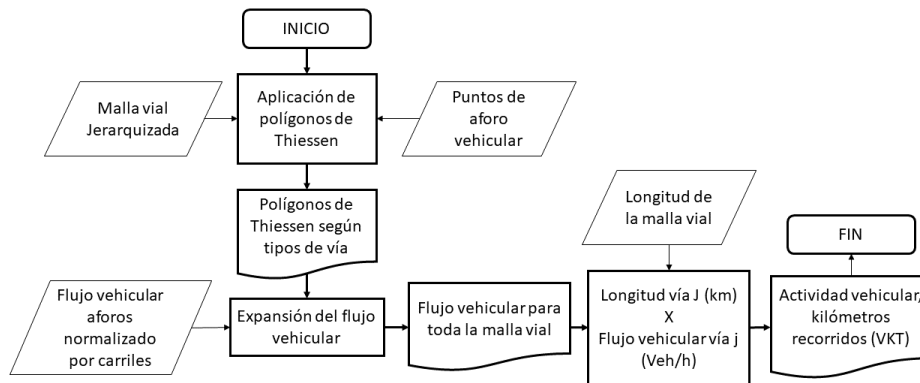 INICIO
Malla vial
Jerarquizada
Aplicación de
polígonos de
Thiessen
Puntos de
aforo
vehicular
Polígonos de
Thiessen según
tipos de vía
Longitud de
la malla vial
FIN
Flujo vehicular
aforos
normalizado
por carriles
Expansión del flujo
vehicular
Flujo vehicular para
toda la malla vial
Longitud vía J (km)
X
Flujo vehicular vía j
(Veh/h)
Actividad vehicular,
kilómetros
recorridos (VKT)